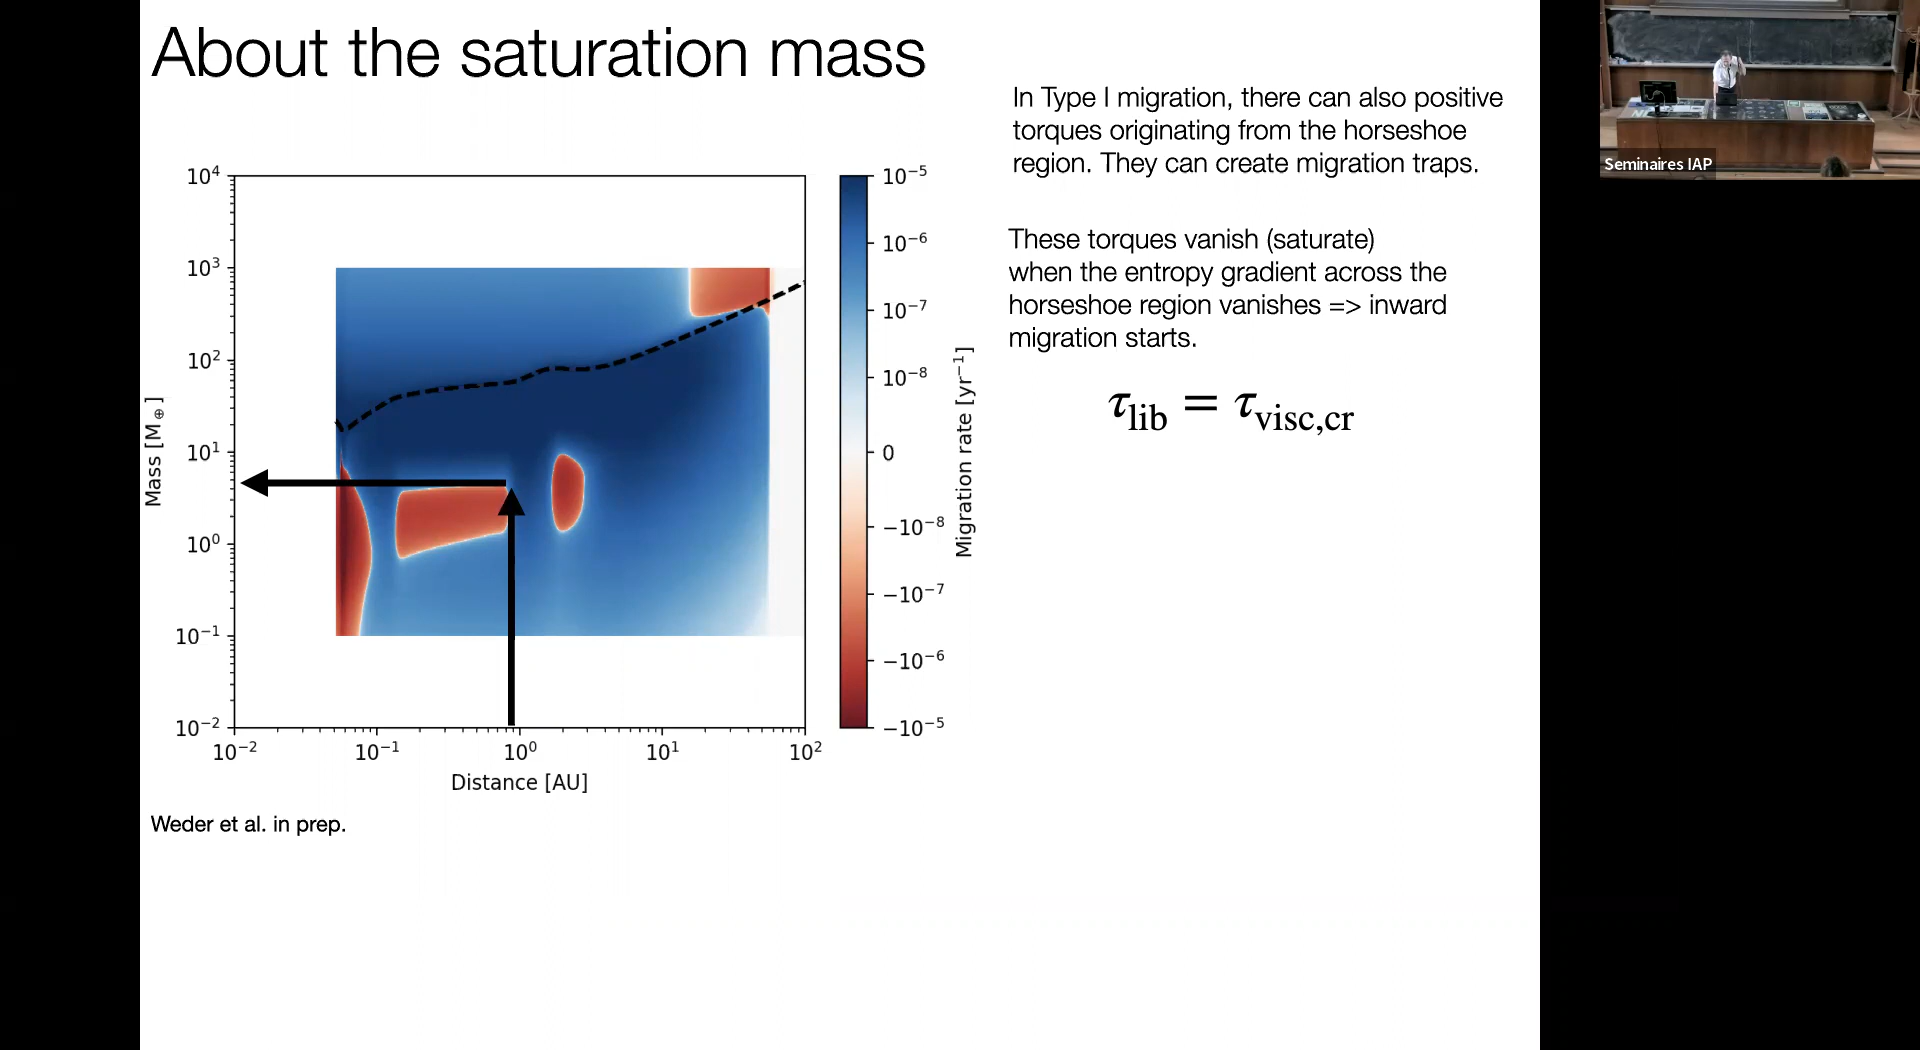 About the saturation mass
In Type I migration, there can also positive
torques originating from the horseshoe
region. They can create migration traps.
These torques vanish (saturate)
when the entropy gradient across the
horseshoe region vanishes => inward
migration starts.
τ_lib = τ_visc,cr
Mass [M⊕]
10⁴
10³
10²
10¹
10⁰
10⁻¹
10⁻²
10⁻² 10⁻¹ 10⁰ 10¹ 10²
Distance [AU]
10⁻⁵
10⁻⁶
10⁻⁷
10⁻⁸
0
−10⁻⁸
−10⁻⁷
−10⁻⁶
−10⁻⁵
Migration rate [yr⁻¹]
Weder et al. in prep.
Seminaires IAP